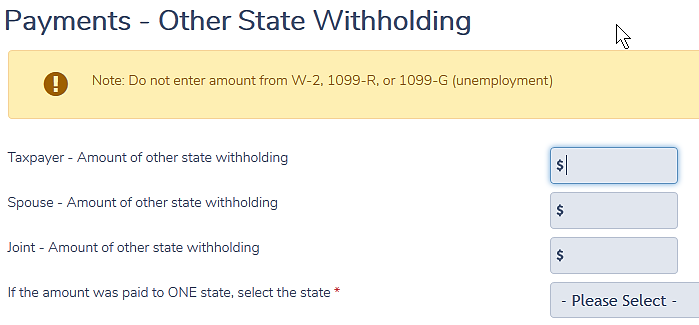 Payments - Other State Withholding
Note: Do not enter amount from W-2, 1099-R, or 1099-G (unemployment)
Taxpayer - Amount of other state withholding
$
Spouse - Amount of other state withholding
$
Joint - Amount of other state withholding
$
If the amount was paid to ONE state, select the state *
- Please Select -